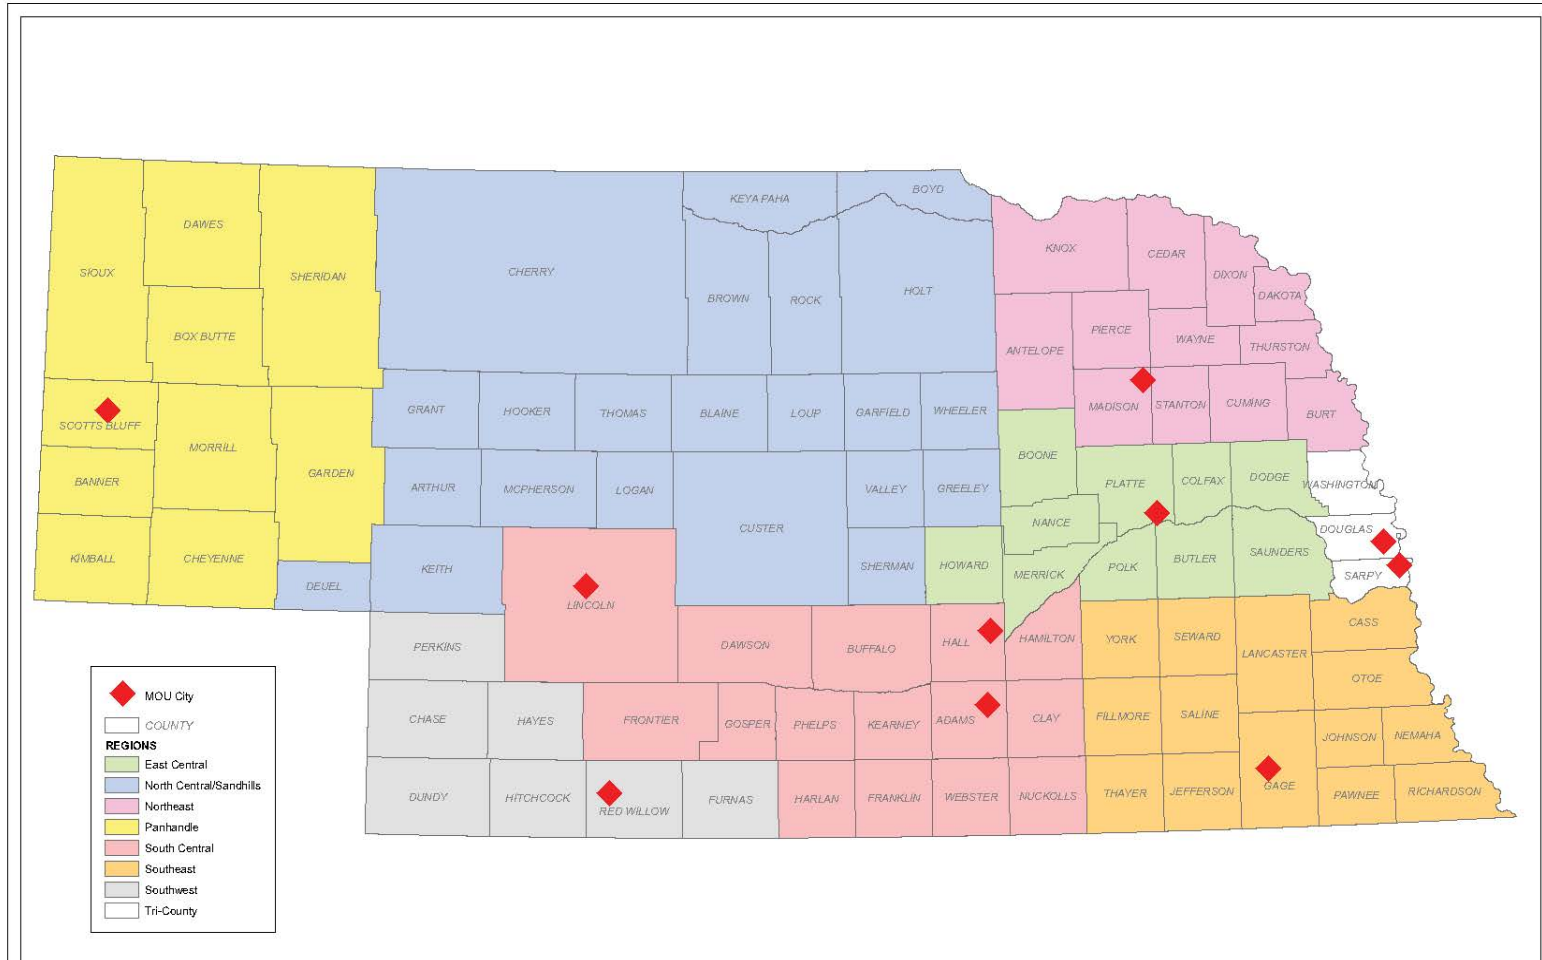 BOYD
KEYA PAHA
DAWES
KNOX
CEDAR
SIOUX
SHERIDAN
CHERRY
DIXON
HOLT
BROWN
ROCK
DAKOTA
BOX BUTTE
PIERCE
WAYNE
ANTELOPE
THURSTON
GRANT
HOOKER
THOMAS
BLAINE
LOUP
GARFIELD
WHEELER
MADISON
STANTON
CUMING
BURT
SCOTTS BLUFF
MORRILL
BOONE
GARDEN
BANNER
ARTHUR
MCPHERSON
LOGAN
VALLEY
GREELEY
PLATTE
COLFAX
DODGE
WASHINGTON
CUSTER
NANCE
DOUGLAS
KIMBALL
CHEYENNE
KEITH
SHERMAN
HOWARD
MERRICK
POLK
BUTLER
SAUNDERS
SARPY
DEUEL
LINCOLN
PERKINS
DAWSON
BUFFALO
HALL
HAMILTON
YORK
SEWARD
LANCASTER
CASS
OTOE
CHASE
HAYES
FRONTIER
GOSPER
PHELPS
KEARNEY
ADAMS
CLAY
FILLMORE
SALINE
JOHNSON
NEMAHA
DUNDY
HITCHCOCK
RED WILLOW
FURNAS
HARLAN
FRANKLIN
WEBSTER
NUCKOLLS
THAYER
JEFFERSON
GAGE
PAWNEE
RICHARDSON
MOU City
COUNTY
REGIONS
East Central
North Central/Sandhills
Northeast
Panhandle
South Central
Southeast
Southwest
Tri-County